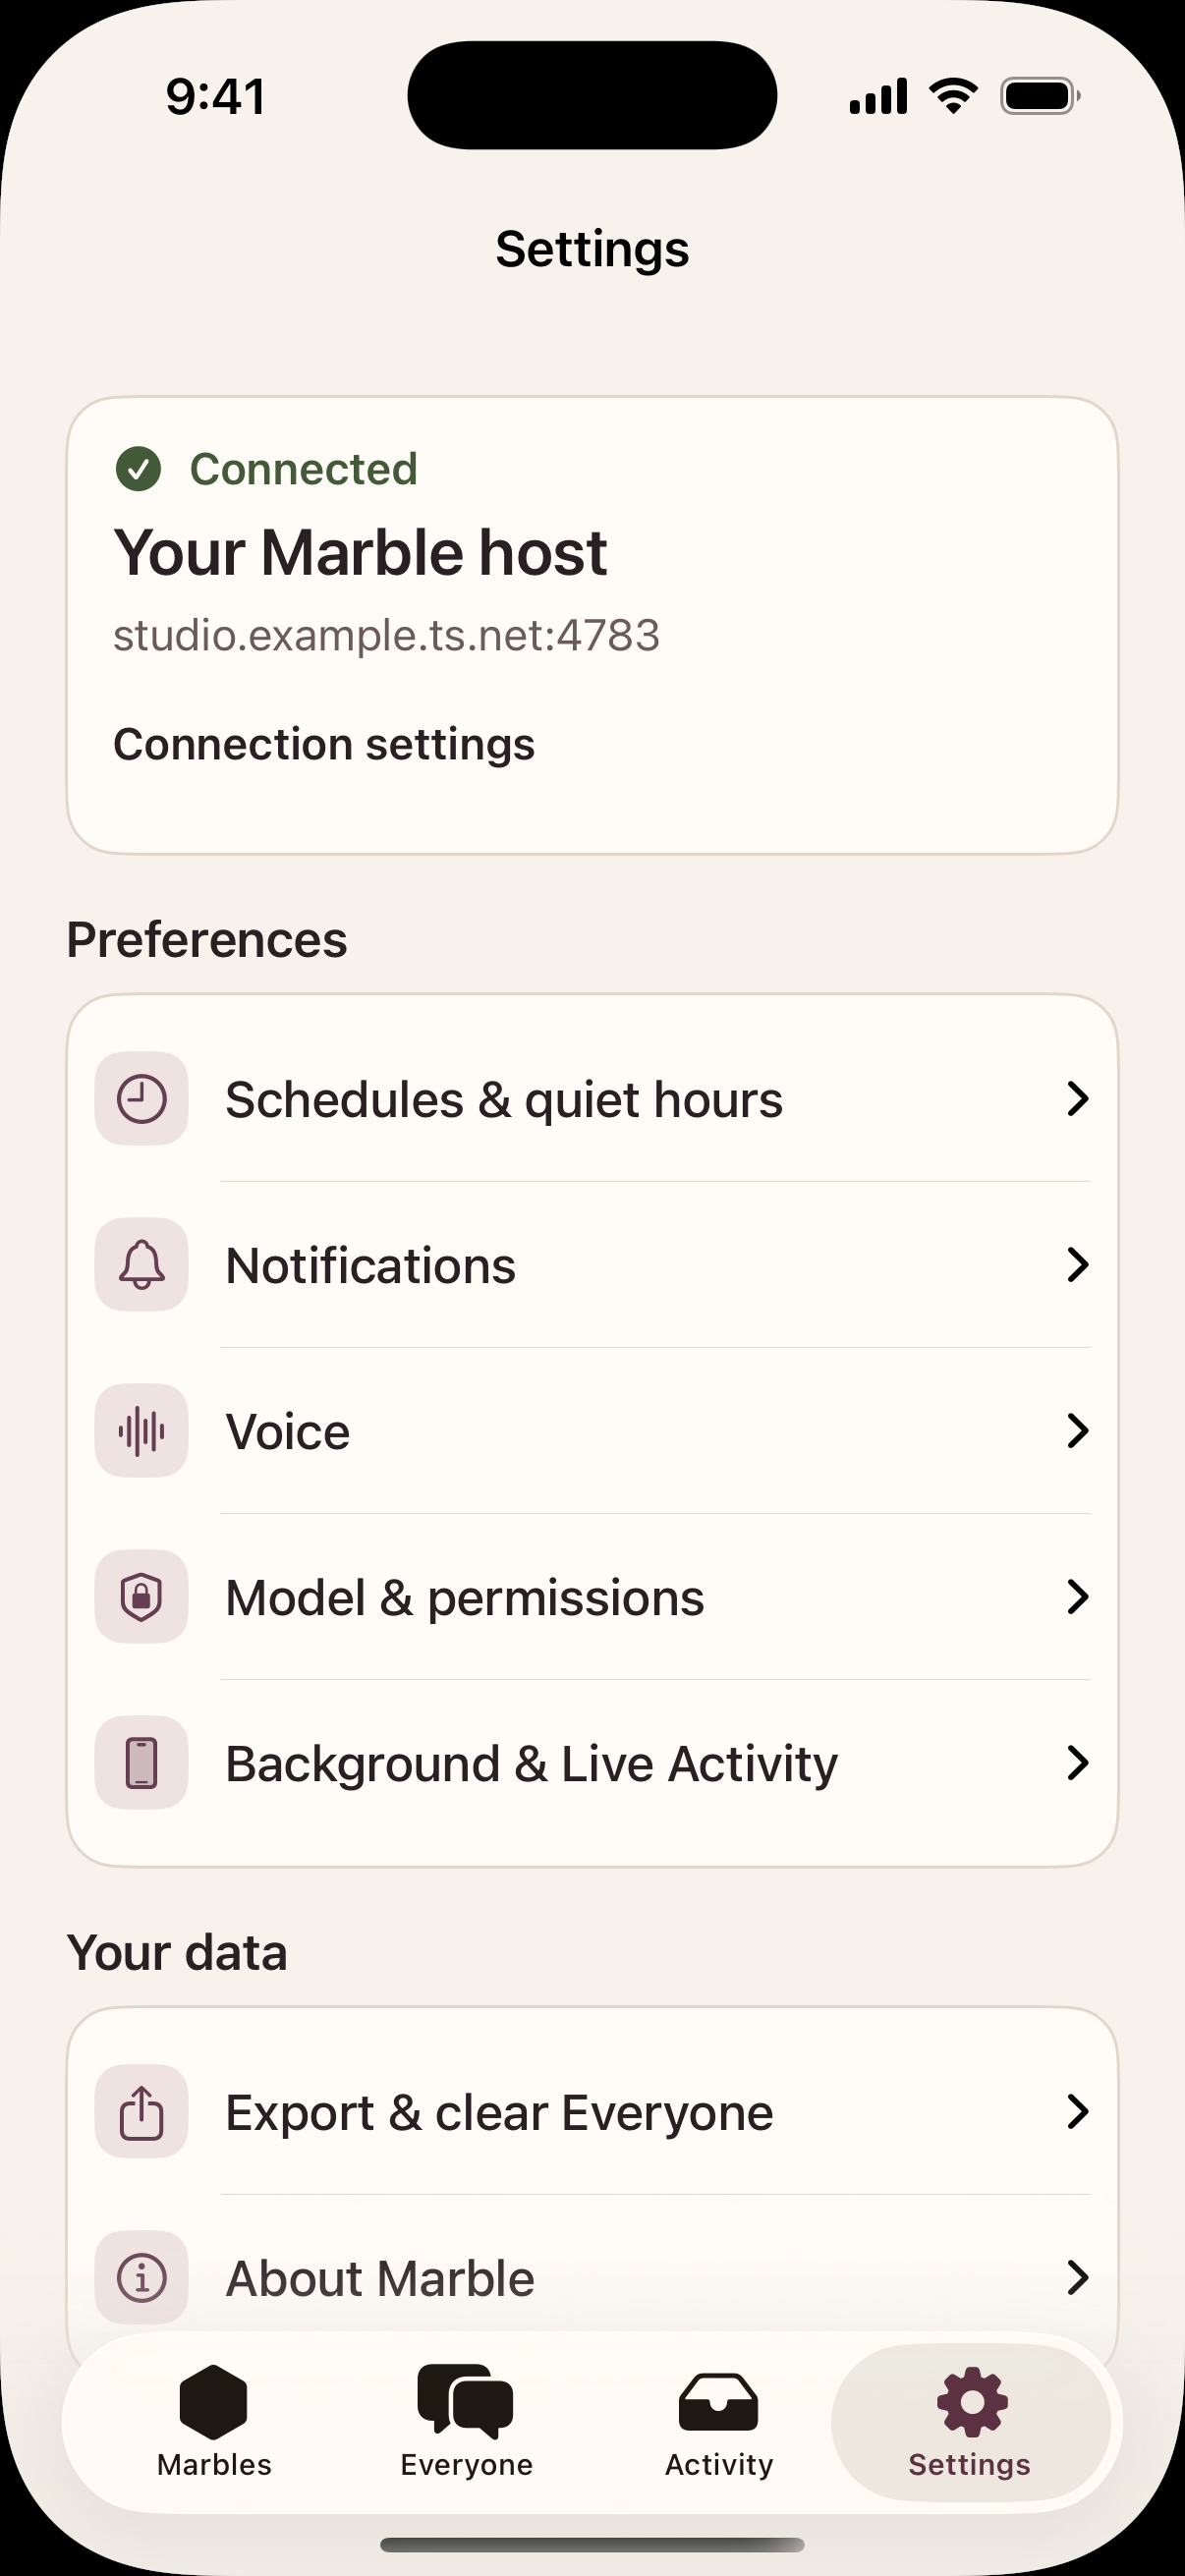 9:41
Settings
Connected
Your Marble host
studio.example.ts.net:4783
Connection settings
Preferences
Schedules & quiet hours
Notifications
Voice
Model & permissions
Background & Live Activity
Your data
Export & clear Everyone
About Marble
Marbles
Everyone
Activity
Settings